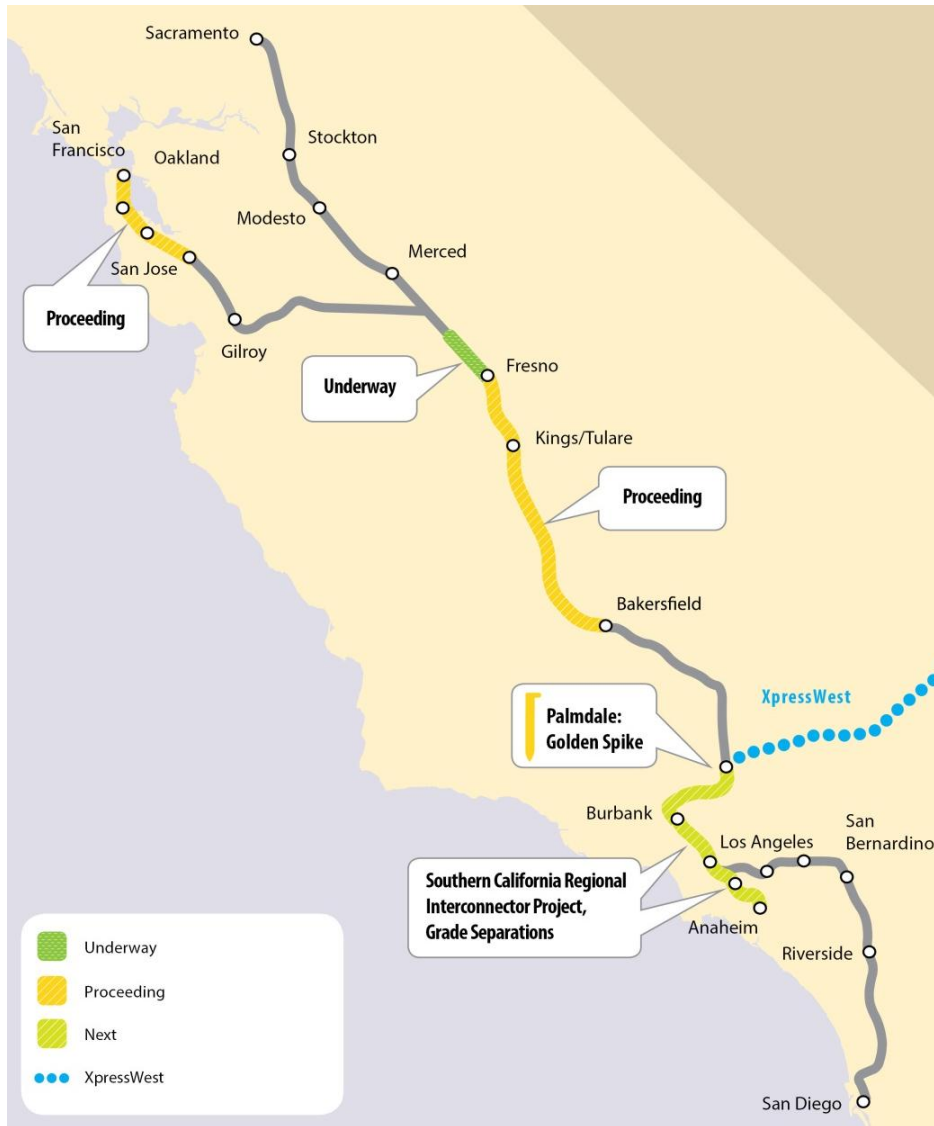 Sacramento
San
Francisco
Oakland
Stockton
Modesto
Merced
San Jose
Proceeding
Gilroy
Fresno
Underway
Kings/Tulare
Proceeding
Bakersfield
XpressWest
Palmdale:
Golden Spike
Burbank
Los Angeles
San
Bernardino
Southern California Regional
Interconnector Project,
Grade Separations
Anaheim
Riverside
San Diego
Underway
Proceeding
Next
XpressWest